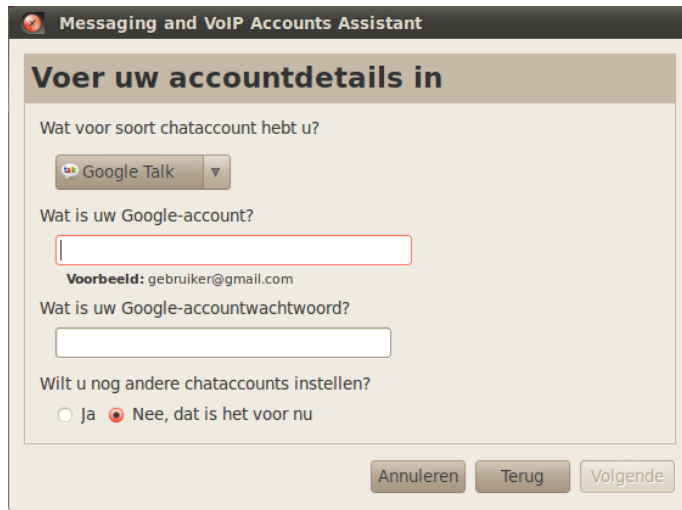 Messaging and VoIP Accounts Assistant
Voer uw accountdetails in
Wat voor soort chataccount hebt u?
talk Google Talk
Wat is uw Google-account?
Voorbeeld: gebruiker@gmail.com
Wat is uw Google-accountwachtwoord?
Wilt u nog andere chataccounts instellen?
Ja Nee, dat is het voor nu
Annuleren Terug Volgende